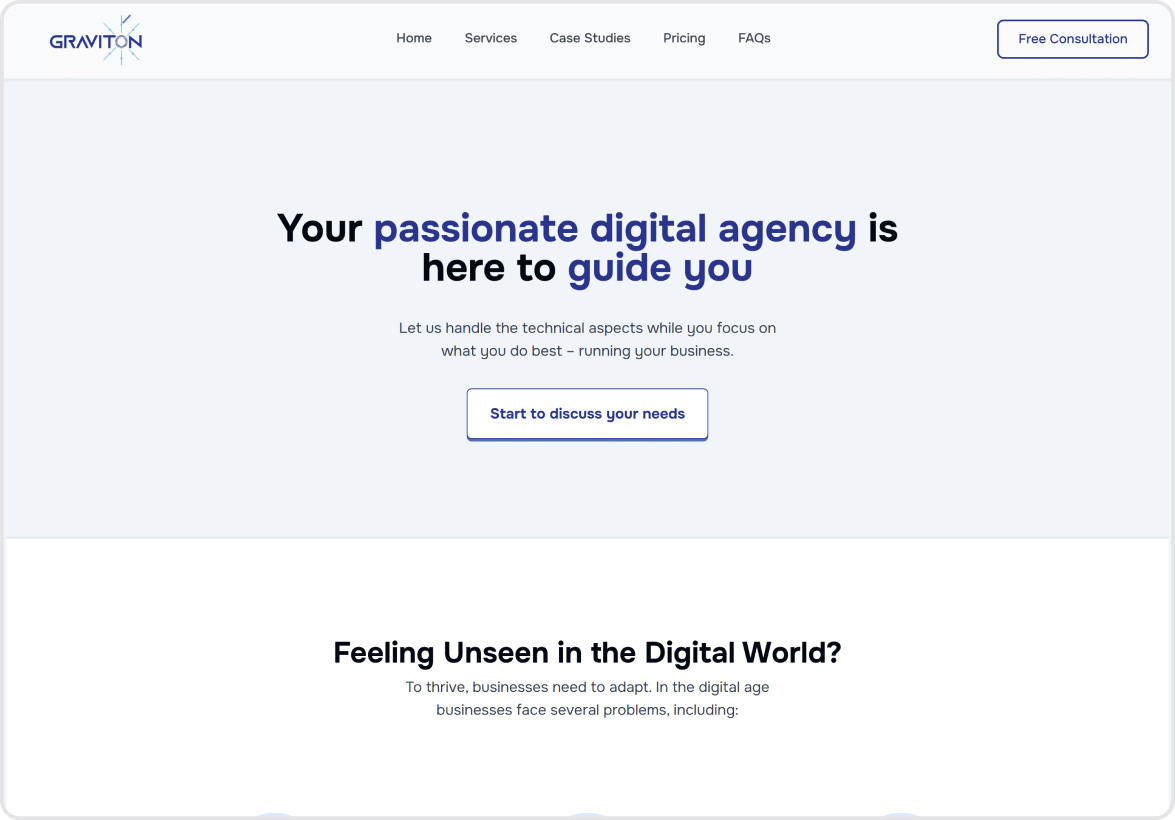 GRAVITON
Home
Services
Case Studies
Pricing
FAQs
Free Consultation
Your passionate digital agency is
here to guide you
Let us handle the technical aspects while you focus on
what you do best – running your business.
Start to discuss your needs
Feeling Unseen in the Digital World?
To thrive, businesses need to adapt. In the digital age
businesses face several problems, including: